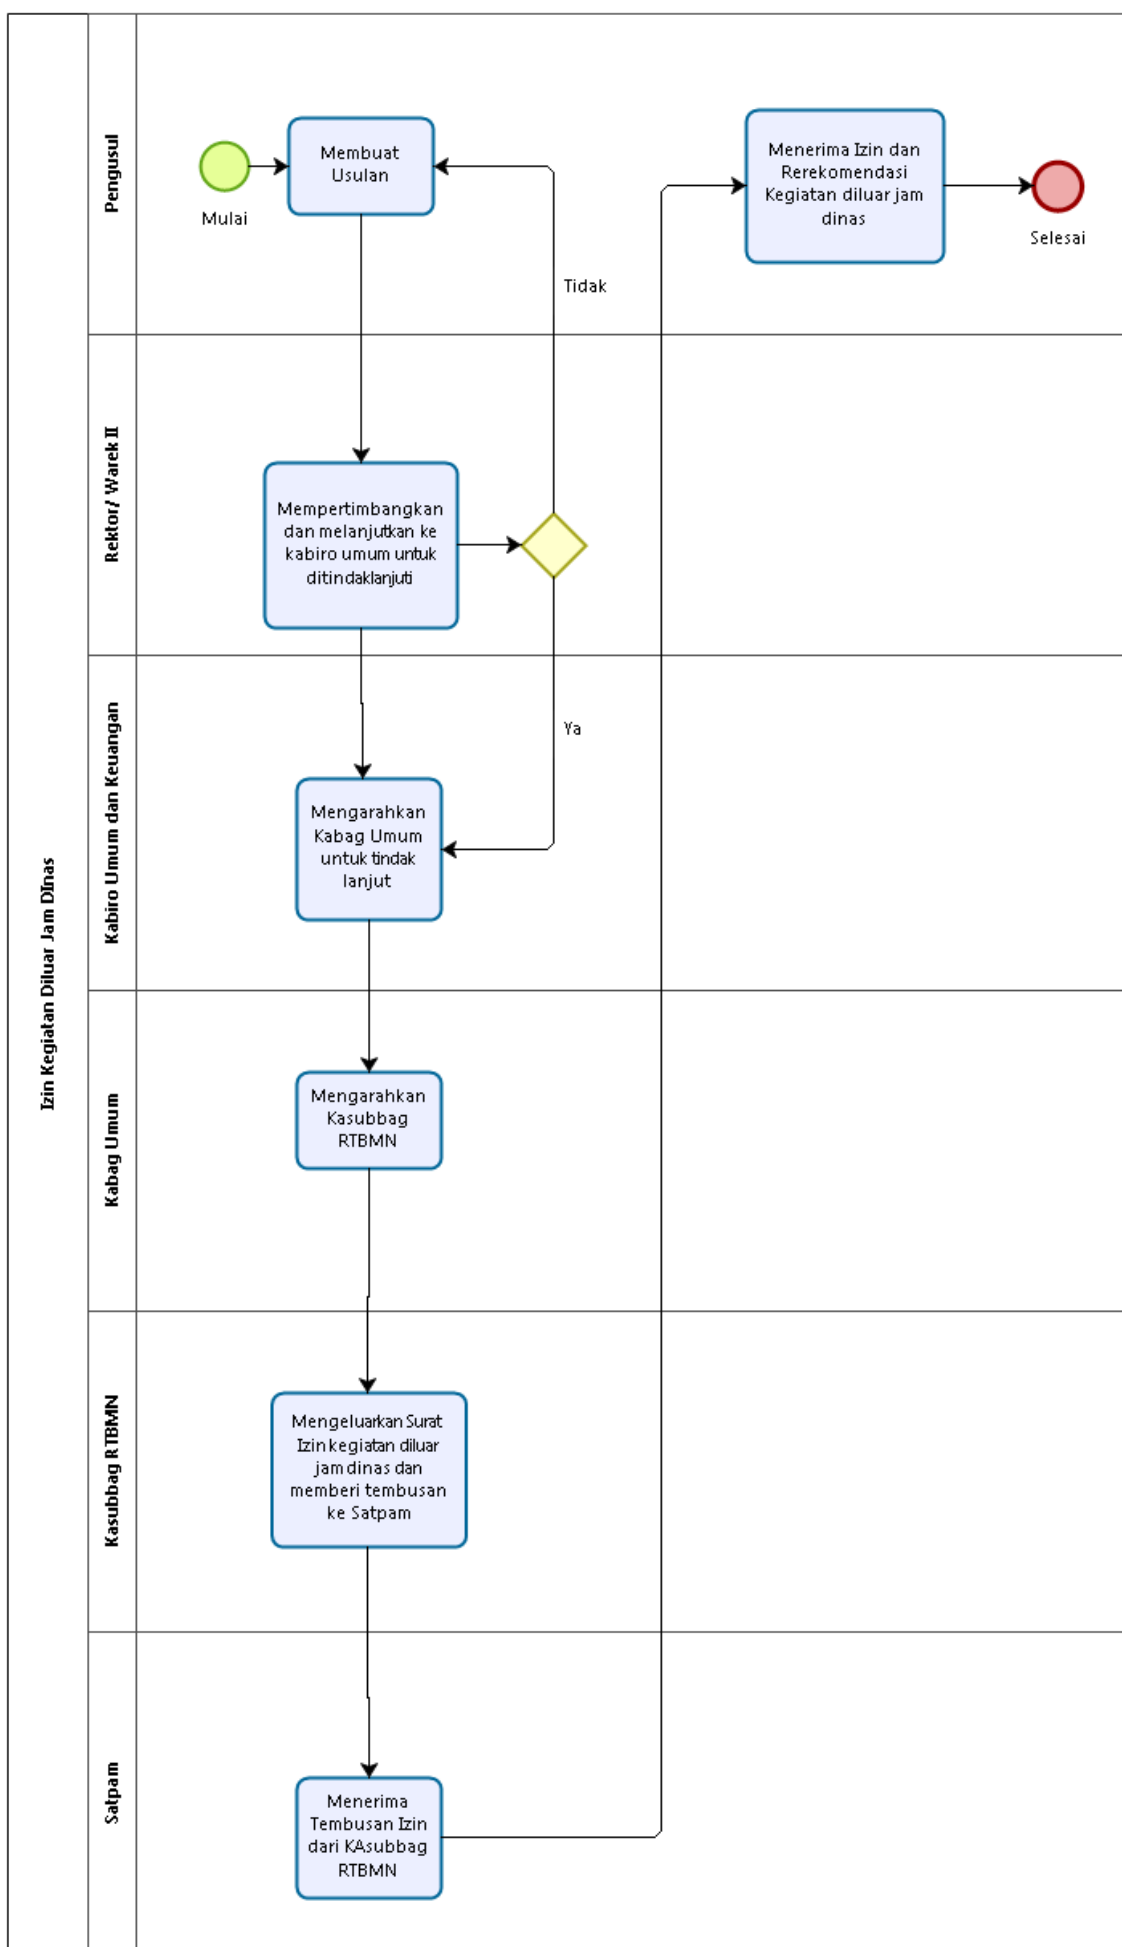 Izin Kegiatan Diluar Jam DInas
Pengusul
Mulai
Membuat
Usulan
Tidak
Menerima Izin dan
Rerekomendasi
Kegiatan diluar jam
dinas
Selesai
Rektor/ Warek II
Mempertimbangkan
dan melanjutkan ke
kabiro umum untuk
ditindaklanjuti
Kabiro Umum dan Keuangan
Ya
Mengarahkan
Kabag Umum
untuk tindak
lanjut
Kabag Umum
Mengarahkan
Kasubbag
RTBMN
Kasubbag RTBMN
Mengeluarkan Surat
Izin kegiatan diluar
jam dinas dan
memberi tembusan
ke Satpam
Satpam
Menerima
Tembusan Izin
dari KAsubbag
RTBMN